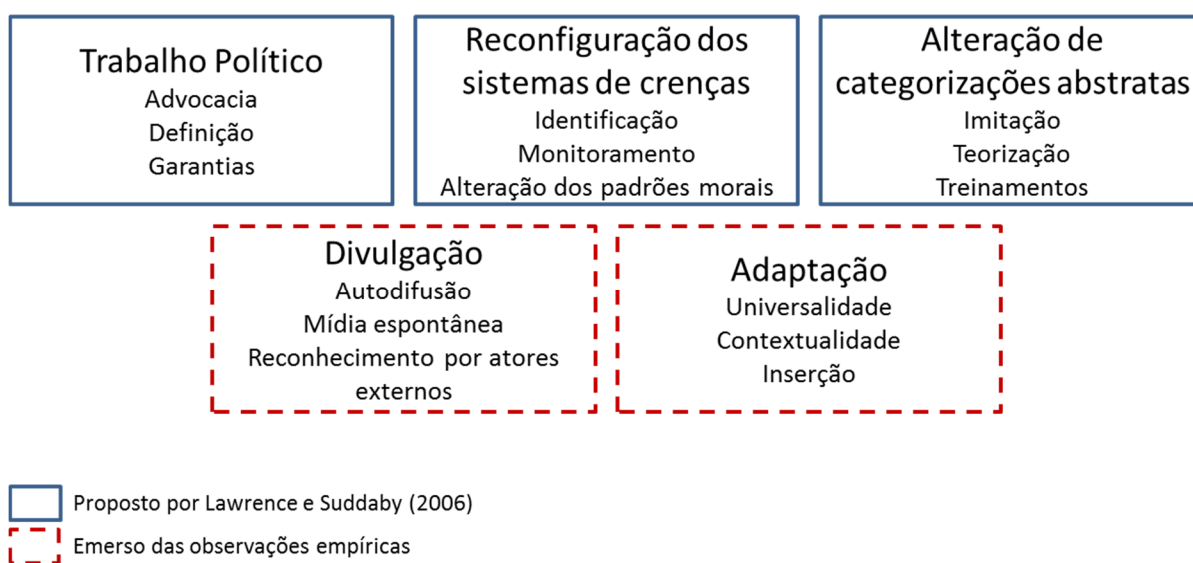 Trabalho Político
Advocacia
Definição
Garantias
Reconfiguração dos
sistemas de crenças
Identificação
Monitoramento
Alteração dos padrões morais
Alteração de
categorizações abstratas
Imitação
Teorização
Treinamentos
Divulgação
Autodifusão
Mídia espontânea
Reconhecimento por atores
externos
Adaptação
Universalidade
Contextualidade
Inserção
Proposto por Lawrence e Suddaby (2006)
Emerso das observações empíricas